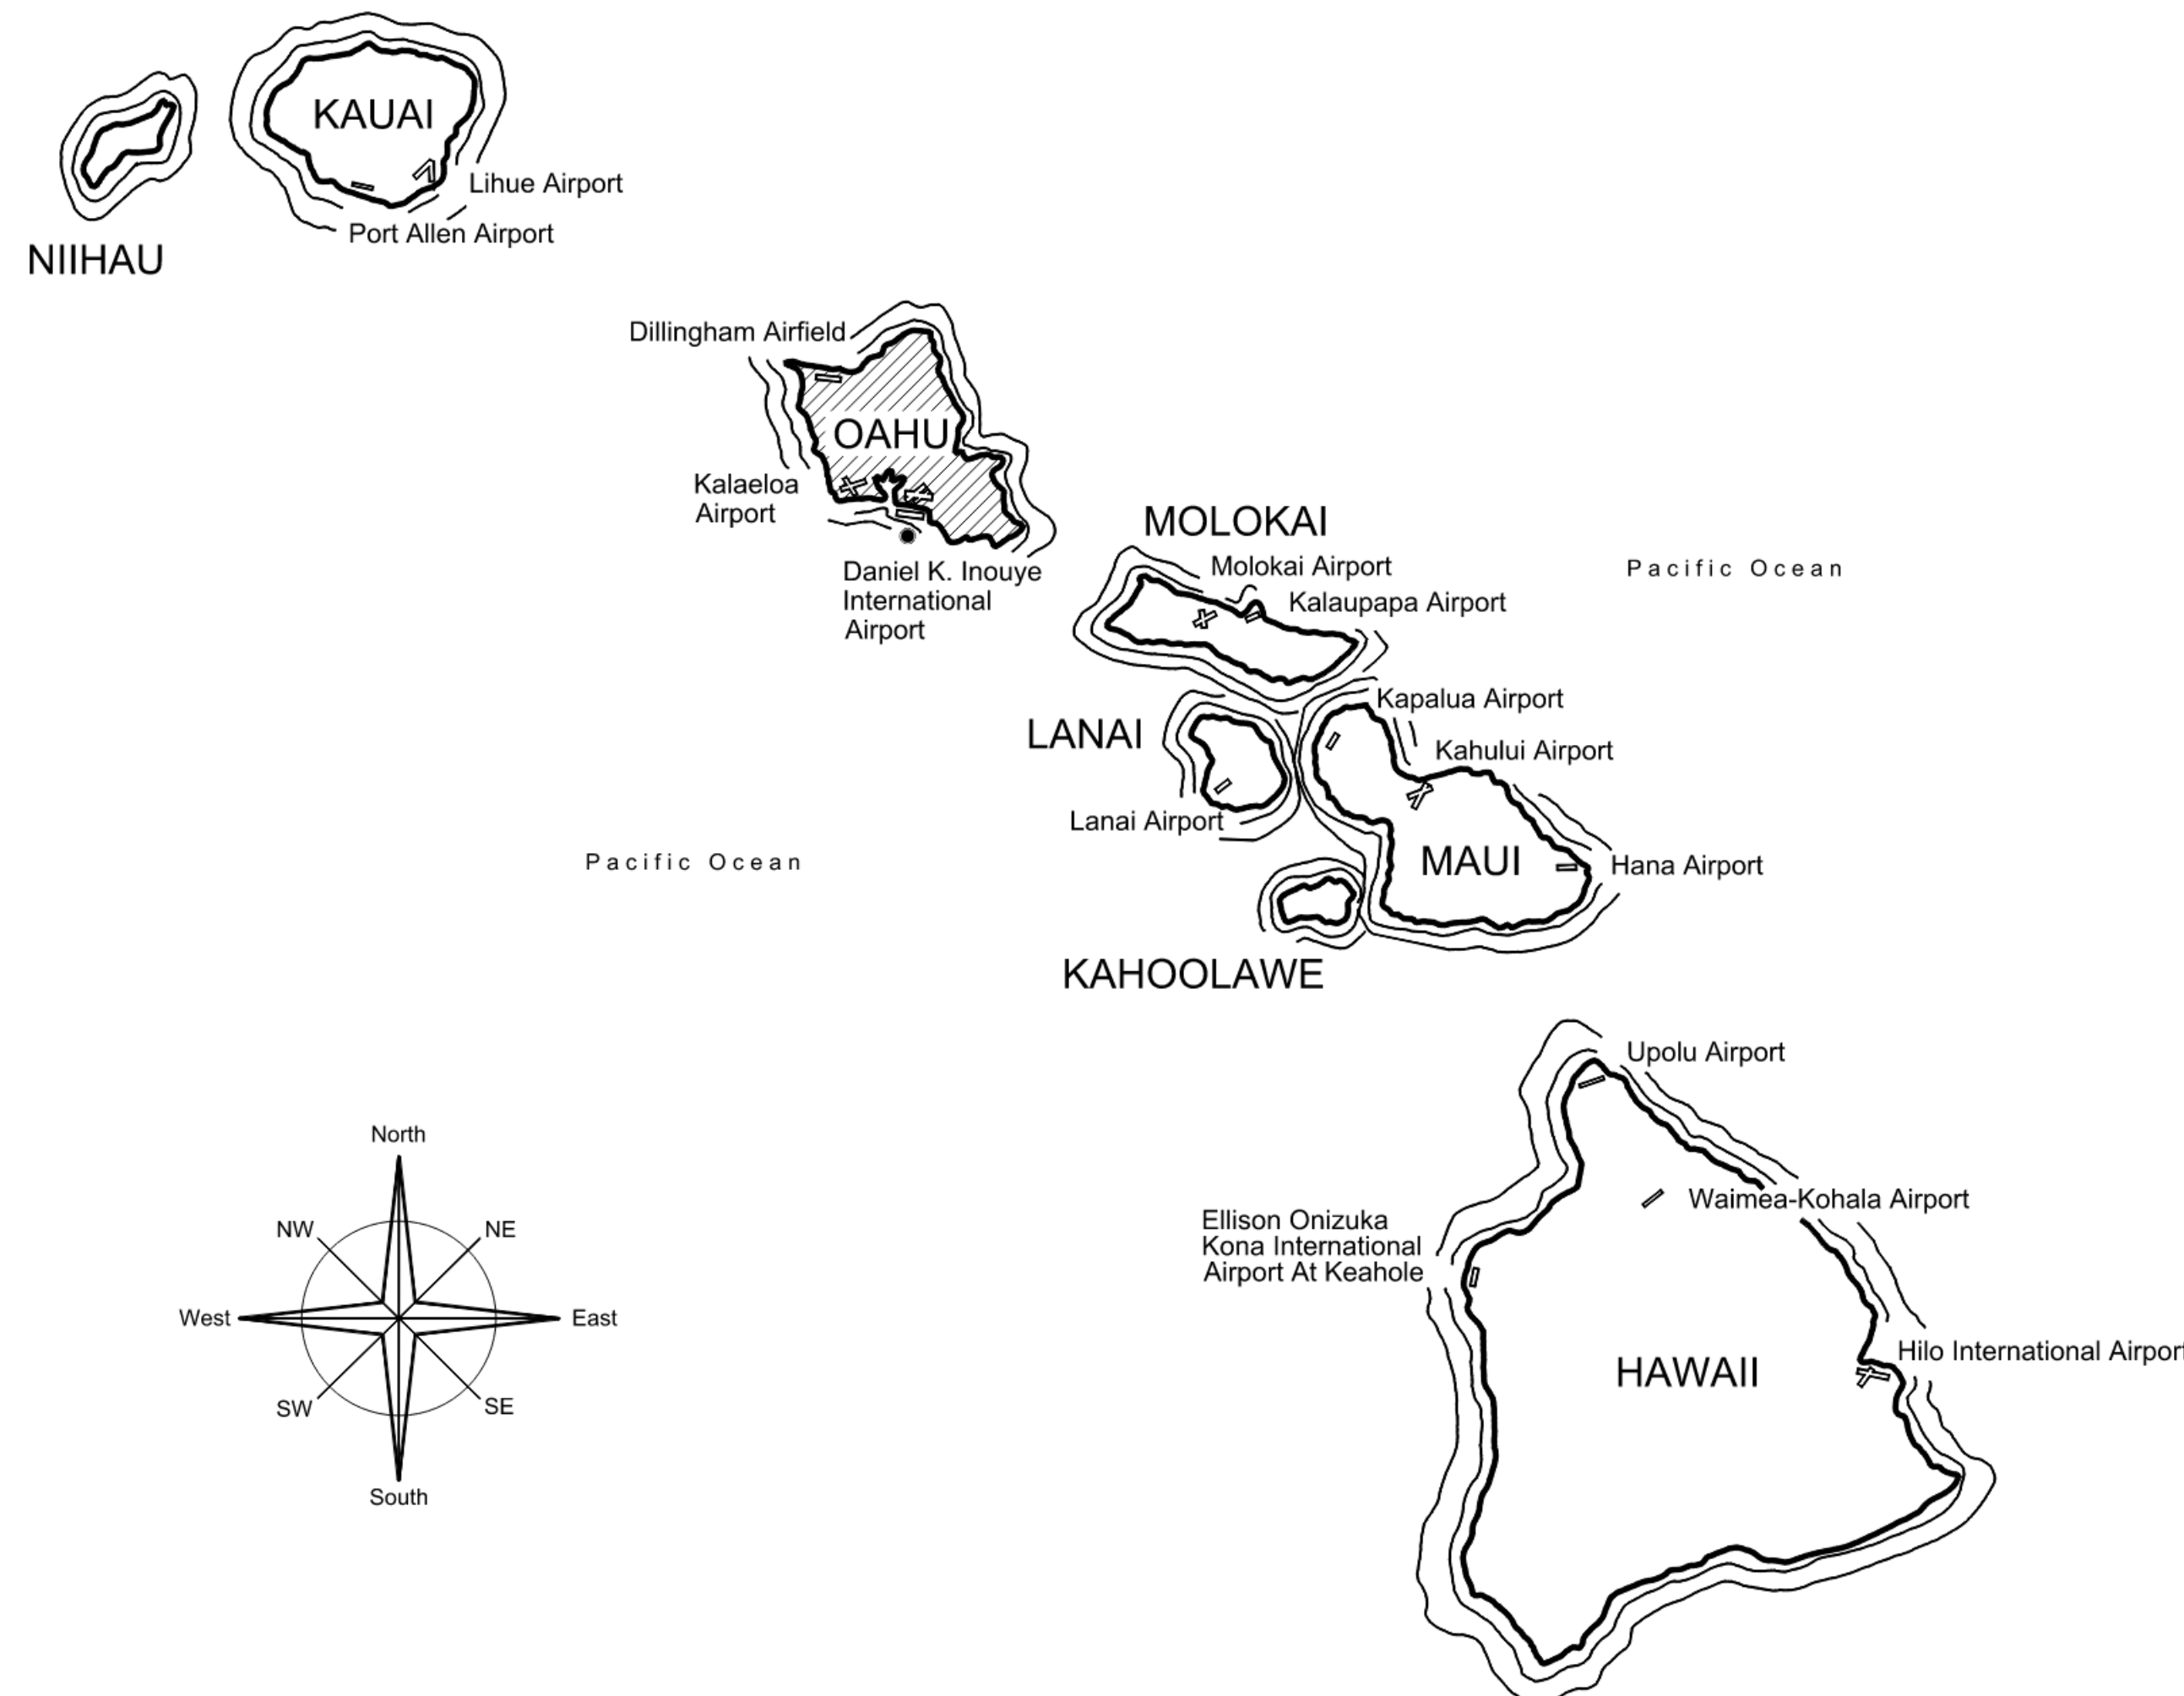 KAUAI
Lihue Airport
Port Allen Airport
NIIHAU
Dillingham Airfield
OAHU
Kalaeloa
Airport
Daniel K. Inouye
International
Airport
MOLOKAI
Molokai Airport
Kalaupapa Airport
Pacific Ocean
Kapalua Airport
LANAI
Kahului Airport
Lanai Airport
MAUI
Hana Airport
Pacific Ocean
KAHOOLAWE
Upolu Airport
Waimea-Kohala Airport
Ellison Onizuka
Kona International
Airport At Keahole
Hilo International Airport
HAWAII
North
NW
NE
West
East
SW
SE
South